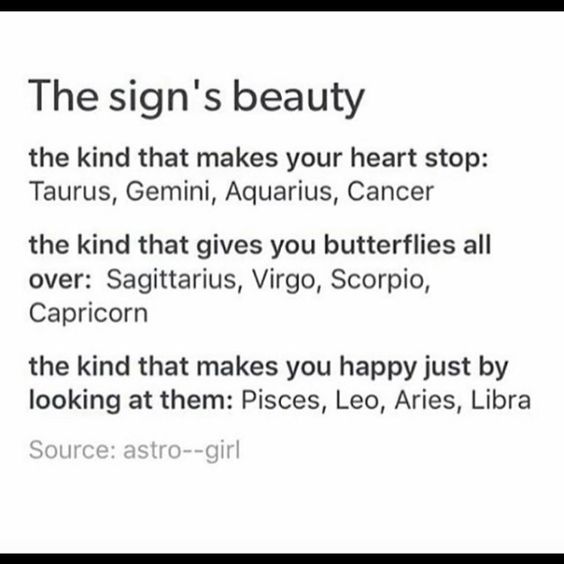 The sign's beauty
the kind that makes your heart stop:
Taurus, Gemini, Aquarius, Cancer
the kind that gives you butterflies all
over: Sagittarius, Virgo, Scorpio,
Capricorn
the kind that makes you happy just by
looking at them: Pisces, Leo, Aries, Libra
Source: astro--girl